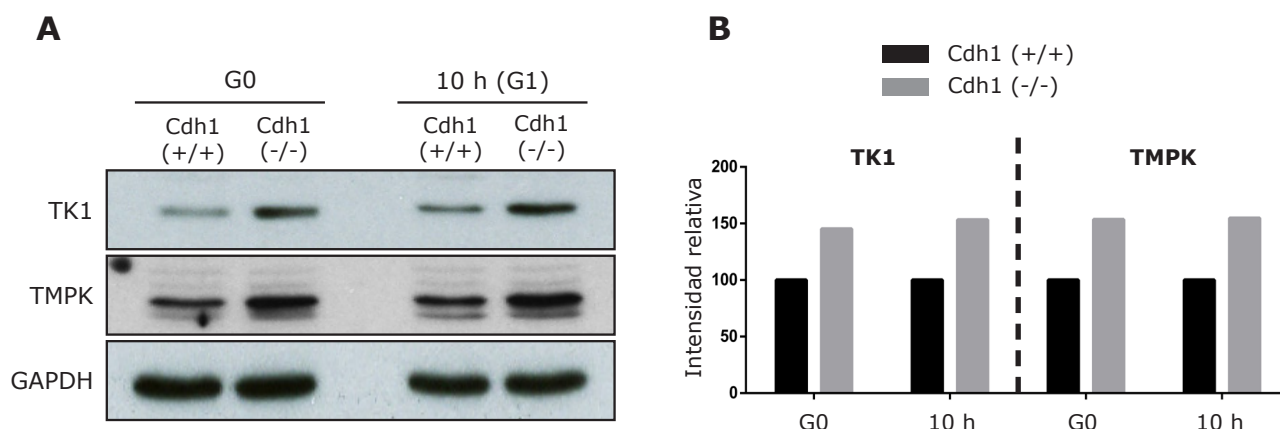 A
G0
10 h (G1)
Cdh1 (+/+)
Cdh1 (-/-)
Cdh1 (+/+)
Cdh1 (-/-)
TK1
TMPK
GAPDH
B
Cdh1 (+/+)
Cdh1 (-/-)
TK1
TMPK
Intensidad relativa
200
150
100
50
0
G0
10 h
G0
10 h